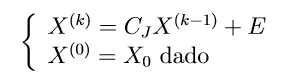 X^{(k)} = C_J X^{(k-1)} + E
X^{(0)} = X_0 dado